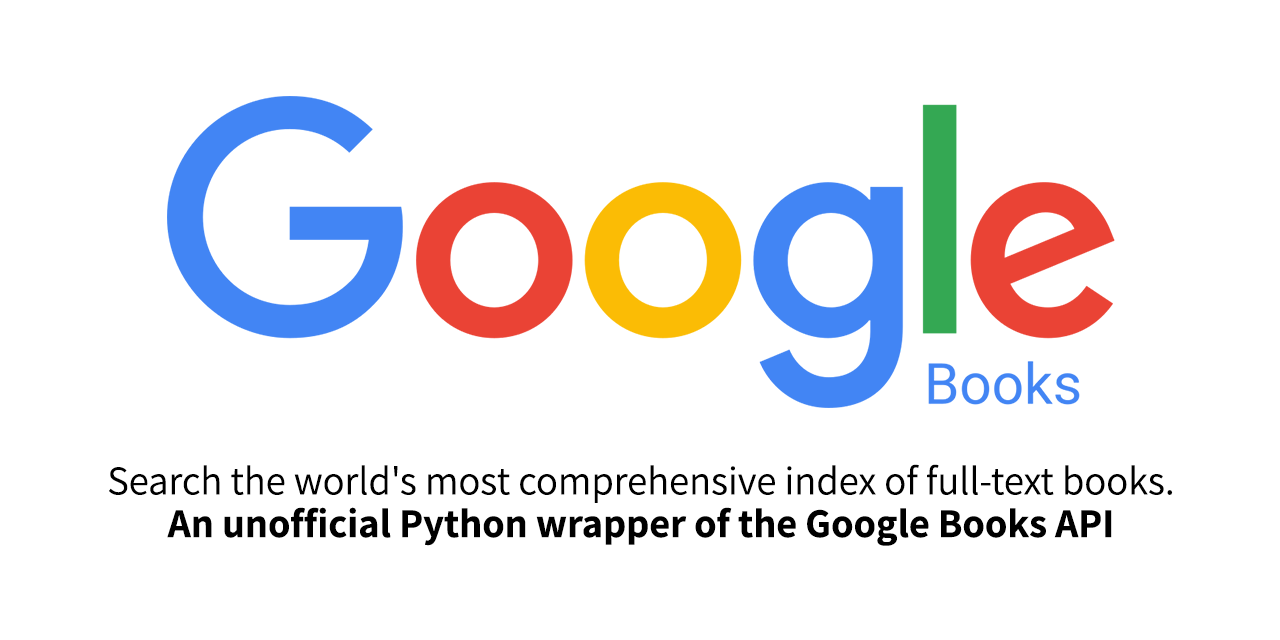 Google
Books
Search the world's most comprehensive index of full-text books.
An unofficial Python wrapper of the Google Books API